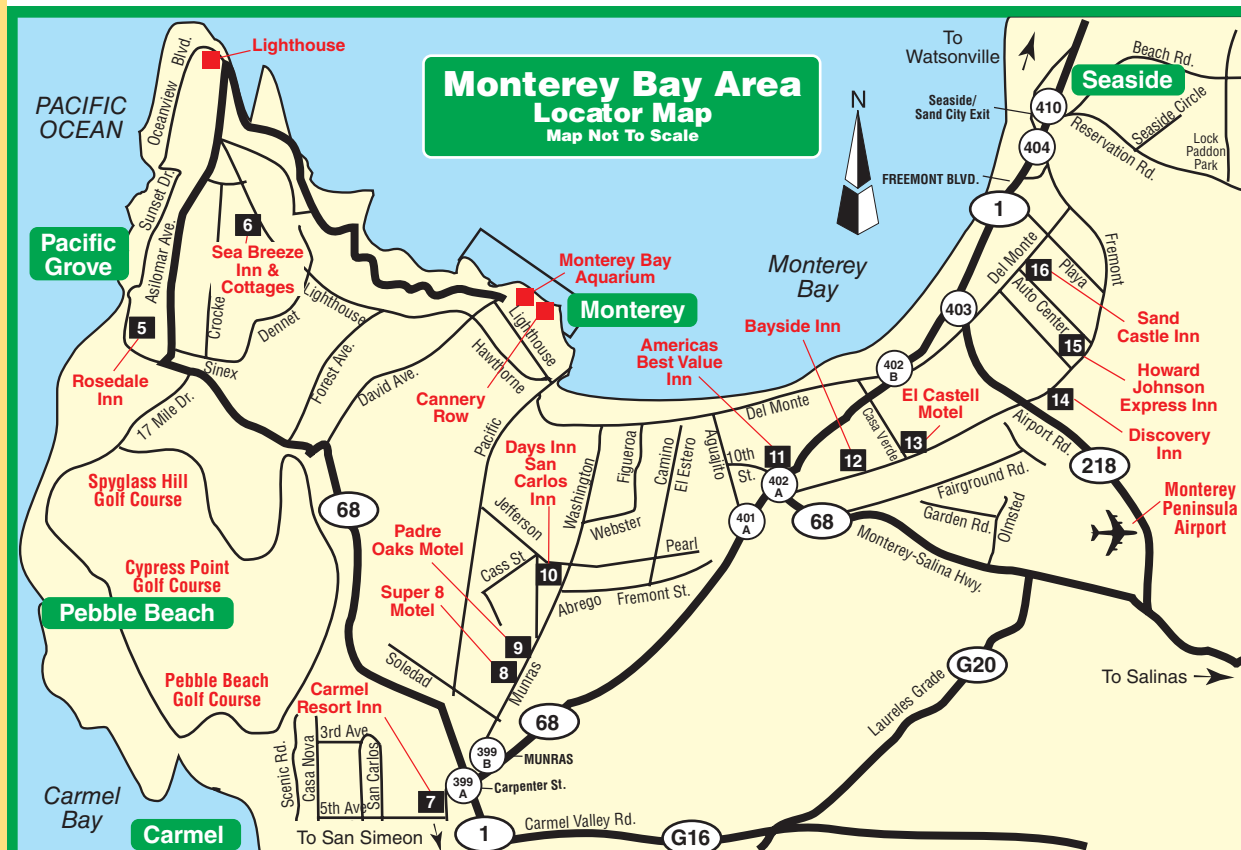 Monterey Bay Area
Locator Map
Map Not To Scale
Lighthouse
Oceanview Blvd.
PACIFIC
OCEAN
Sunset Dr.
Pacific
Grove
Asilomar Ave.
6
Sea Breeze
Inn &
Cottages
Crocke
Dennet
Lighthouse
5
Rosedale
Inn
Sinex
17 Mile Dr.
Forest Ave.
David Ave.
Monterey Bay
Aquarium
Monterey
Lighthouse
Hawthorne
Cannery
Row
Pacific
N
Monterey
Bay
To
Watsonville
Seaside/
Sand City Exit
410
404
FREEMONT BLVD.
1
Seaside
Beach Rd.
Seaside Circle
Reservation Rd.
Lock
Paddon
Park
Fremont
Del Monte
Playa
16
Auto Center
Sand
Castle Inn
15
Howard
Johnson
Express Inn
14
Discovery
Inn
403
402
B
Bayside Inn
Americas
Best Value
Inn
Del Monte
Casa Verde
El Castell
Motel
13
12
11
10th
St.
Aguajito
402
A
401
A
68
Airport Rd.
218
Fairground Rd.
Garden Rd.
Olmsted
Monterey
Peninsula
Airport
Monterey-Salina Hwy.
Days Inn
San
Carlos
Inn
Washington
Figueroa
Camino
El Estero
Webster
Pearl
Jefferson
Cass St.
10
Abrego
Fremont St.
Padre
Oaks Motel
Super 8
Motel
9
8
Munras
Soledad
68
Spyglass Hill
Golf Course
Cypress Point
Golf Course
Pebble Beach
Pebble Beach
Golf Course
Carmel
Resort Inn
Scenic Rd.
Casa Nova
3rd Ave
San Carlos
5th Ave
7
68
399
B
MUNRAS
399
A
Carpenter St.
Carmel
Bay
Carmel
To San Simeon
1
Carmel Valley Rd.
G16
Laureles Grade
G20
To Salinas